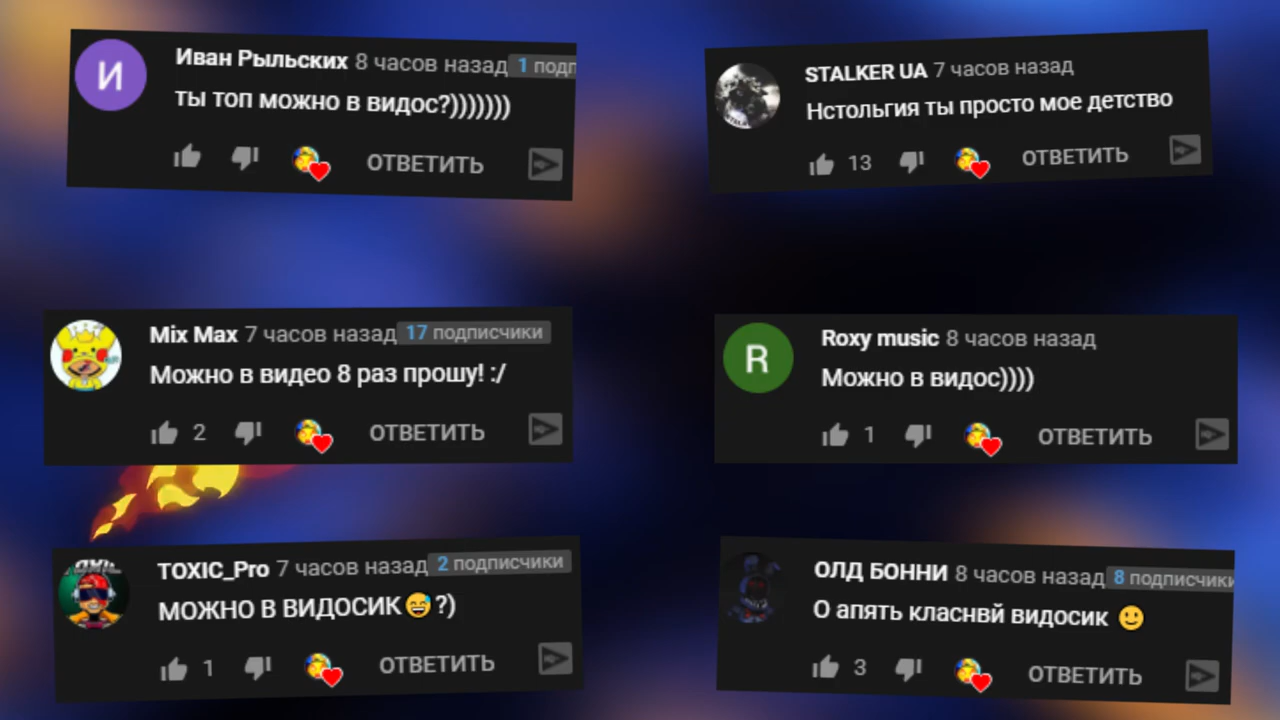 И
Иван Рыльских 8 часов назад 1 подп
ты топ можно в видос?)))))))
ОТВЕТИТЬ
STALKER UA 7 часов назад
Нстольгия ты просто мое детство
13 ОТВЕТИТЬ
Mix Max 7 часов назад 17 подписчики
Можно в видео 8 раз прошу! :/
2 ОТВЕТИТЬ
R
Roxy music 8 часов назад
Можно в видос))))
1 ОТВЕТИТЬ
TOXIC_Pro 7 часов назад 2 подписчики
МОЖНО В ВИДОСИК😅?)
1 ОТВЕТИТЬ
ОЛД БОННИ 8 часов назад 8 подписчики
О апять класнвй видосик 🙂
3 ОТВЕТИТЬ